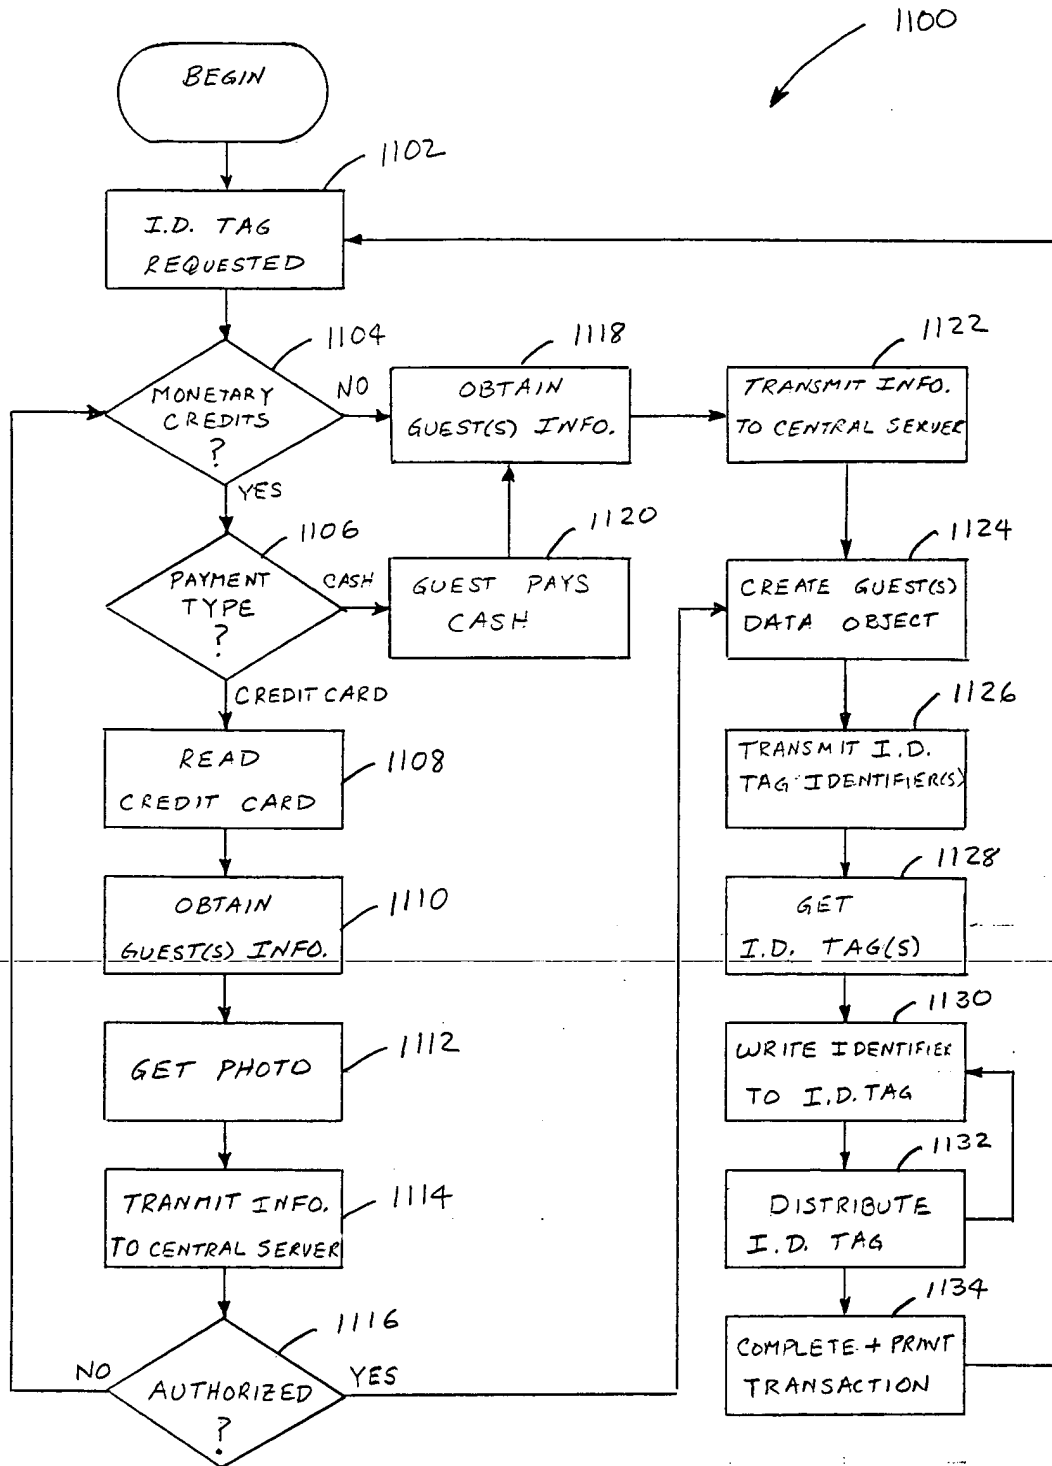 1100
BEGIN
1102
I.D. TAG
REQUESTED
1104
MONETARY
CREDITS
?
NO
YES
1118
OBTAIN
GUEST(S) INFO.
1122
TRANSMIT INFO.
TO CENTRAL SERVER
1106
PAYMENT
TYPE
?
CASH
CREDIT CARD
1120
GUEST PAYS
CASH
1124
CREATE GUEST(S)
DATA OBJECT
1108
READ
CREDIT CARD
1126
TRANSMIT I.D.
TAG IDENTIFIER(S)
1110
OBTAIN
GUEST(S) INFO.
1128
GET
I.D. TAG(S)
1112
GET PHOTO
1130
WRITE IDENTIFIER
TO I.D. TAG
1114
TRANMIT INFO.
TO CENTRAL SERVER
1132
DISTRIBUTE
I.D. TAG
1116
AUTHORIZED
?
NO
YES
1134
COMPLETE + PRINT
TRANSACTION